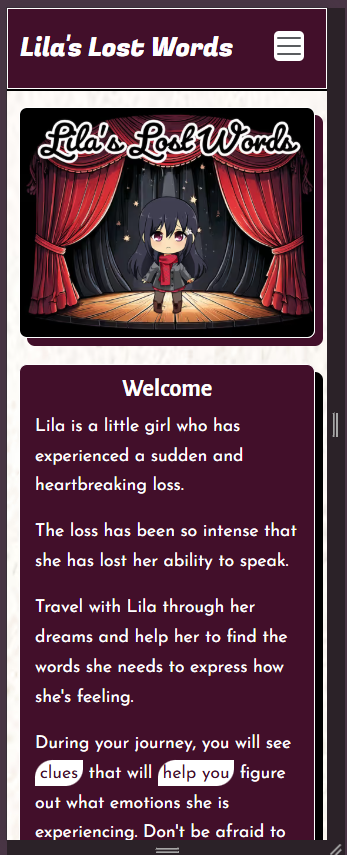 Lila's Lost Words
Lila's Lost Words
Welcome
Lila is a little girl who has
experienced a sudden and
heartbreaking loss.
The loss has been so intense that
she has lost her ability to speak.
Travel with Lila through her
dreams and help her to find the
words she needs to express how
she's feeling.
During your journey, you will see
clues that will help you figure
out what emotions she is
experiencing. Don't be afraid to